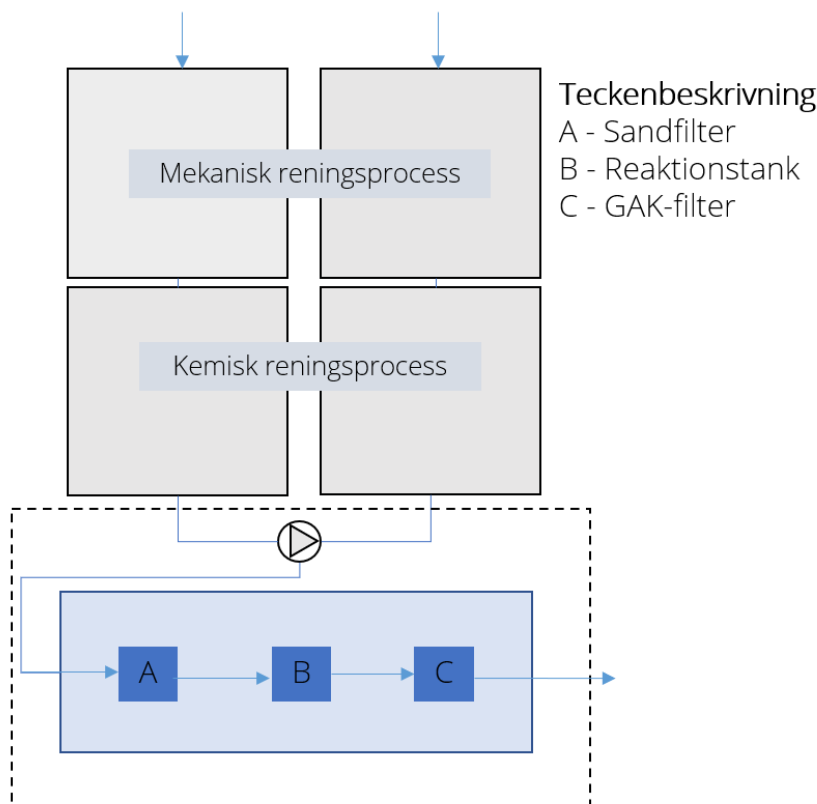 Teckenbeskrivning
A - Sandfilter
B - Reaktionstank
C - GAK-filter
Mekanisk reningsprocess
Kemisk reningsprocess
A
B
C